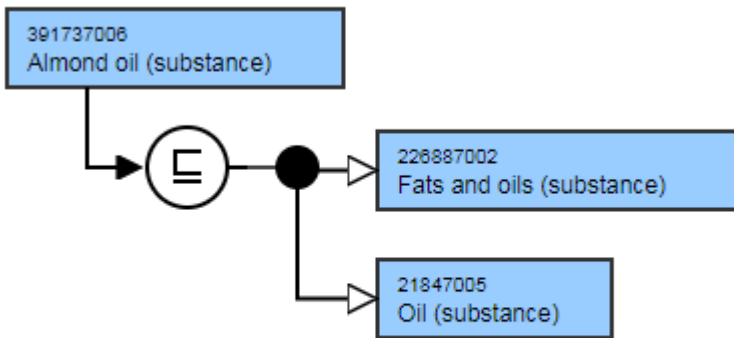 391737006
Almond oil (substance)
⊑
226887002
Fats and oils (substance)
21847005
Oil (substance)